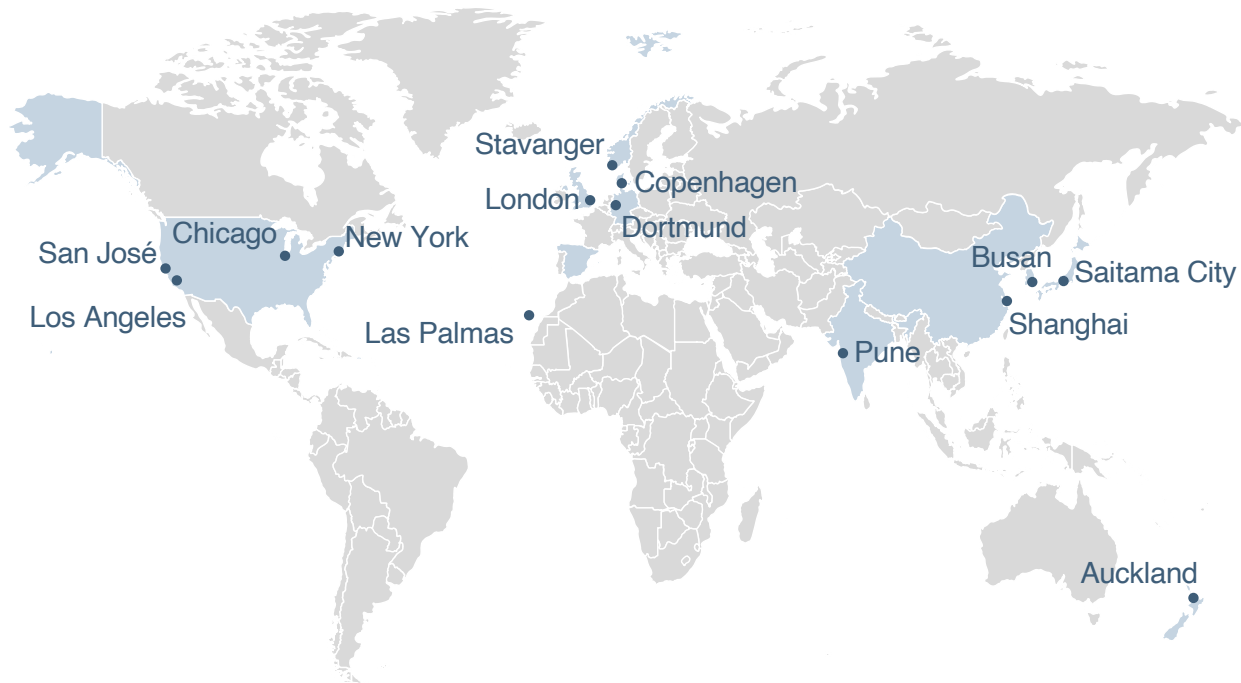 Stavanger
Copenhagen
London
Dortmund
Chicago
New York
San José
Busan
Saitama City
Los Angeles
Las Palmas
Shanghai
Pune
Auckland